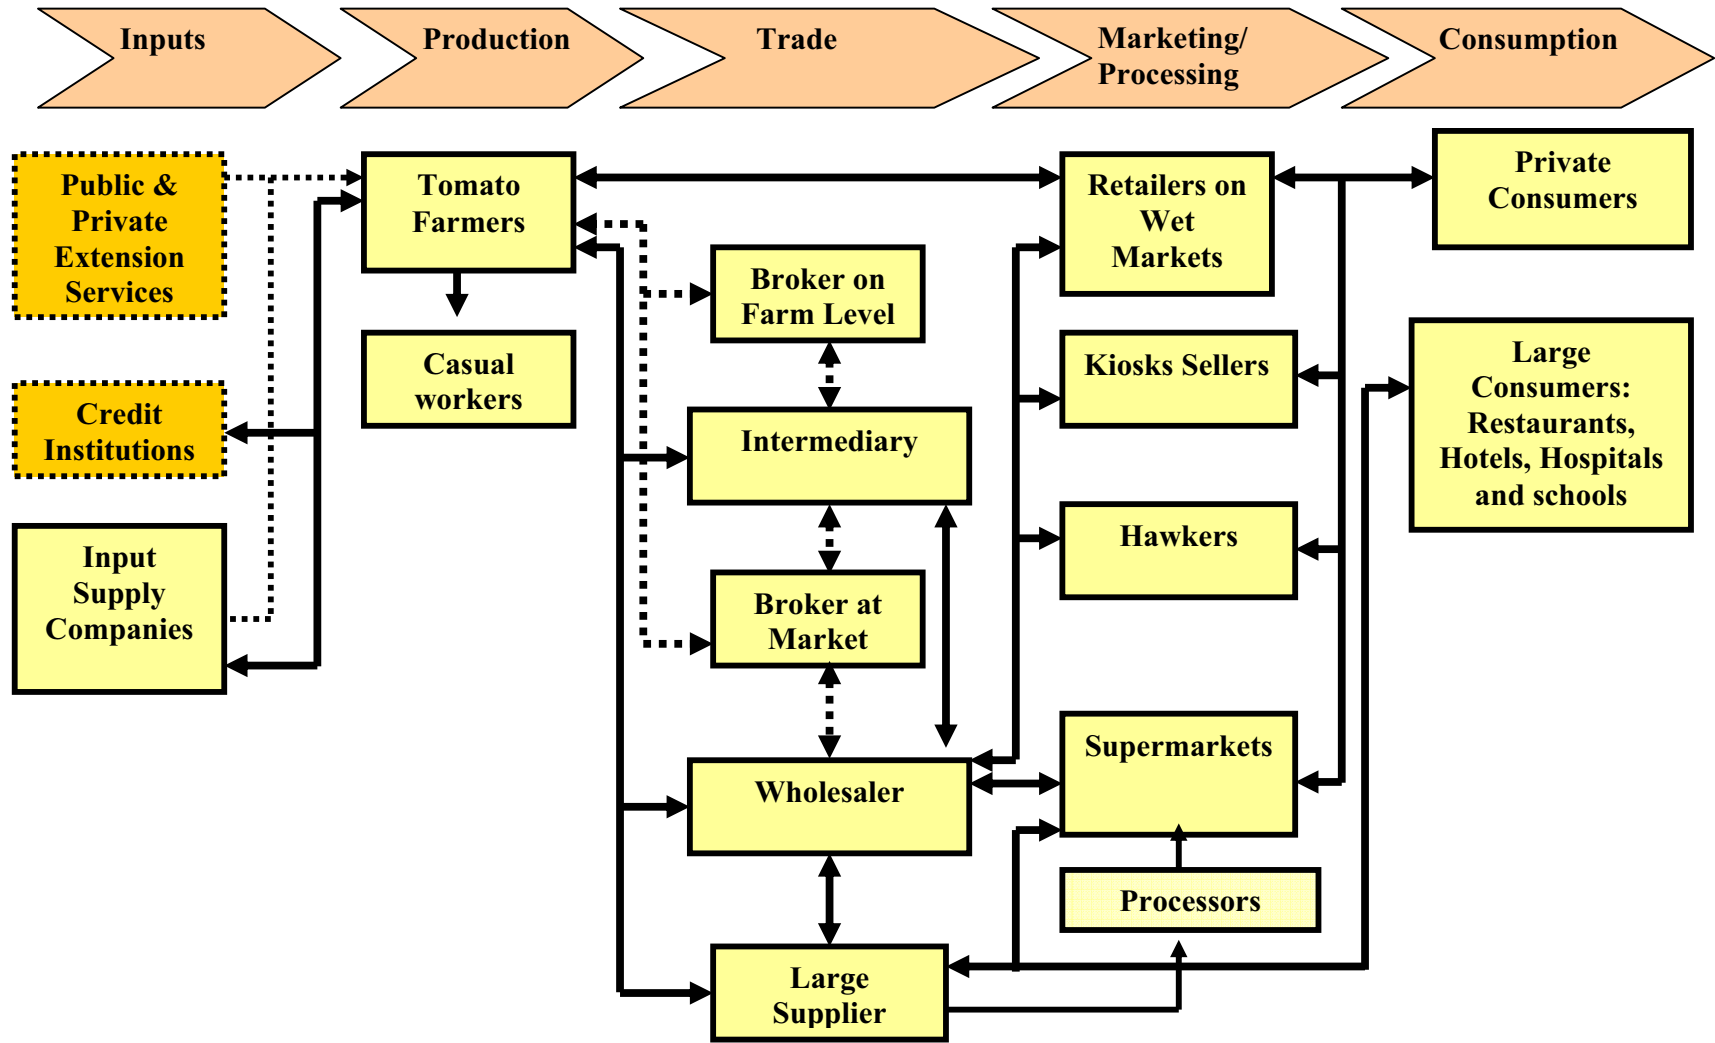 Inputs
Production
Trade
Marketing/
Processing
Consumption
Public &
Private
Extension
Services
Credit
Institutions
Input
Supply
Companies
Tomato
Farmers
Casual
workers
Broker on
Farm Level
Intermediary
Broker at
Market
Wholesaler
Large
Supplier
Retailers on
Wet
Markets
Kiosks Sellers
Hawkers
Supermarkets
Processors
Private
Consumers
Large
Consumers:
Restaurants,
Hotels, Hospitals
and schools